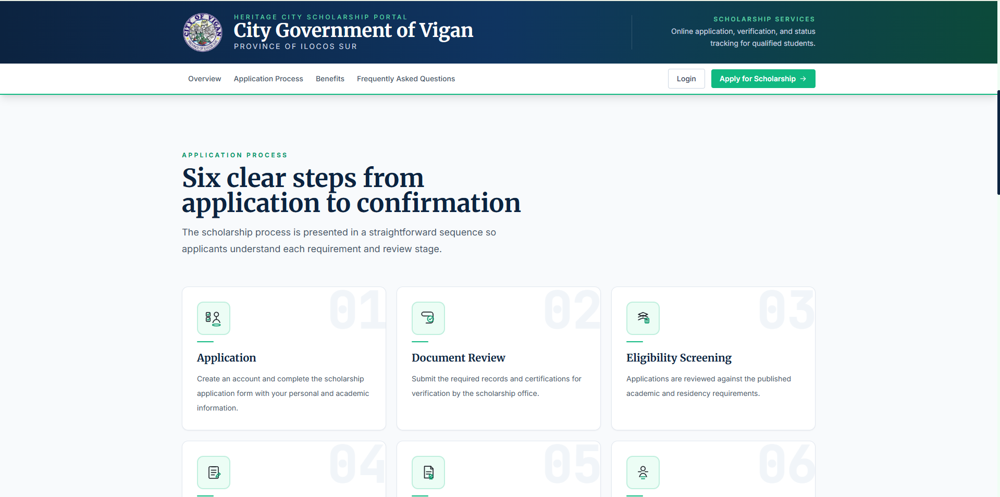 CITY OF VIGAN
PROVINCE OF ILOCOS SUR
HERITAGE CITY SCHOLARSHIP PORTAL
City Government of Vigan
PROVINCE OF ILOCOS SUR
SCHOLARSHIP SERVICES
Online application, verification, and status
tracking for qualified students.
Overview
Application Process
Benefits
Frequently Asked Questions
Login
Apply for Scholarship →
APPLICATION PROCESS
Six clear steps from
application to confirmation
The scholarship process is presented in a straightforward sequence so
applicants understand each requirement and review stage.
01
Application
Create an account and complete the scholarship
application form with your personal and academic
information.
02
Document Review
Submit the required records and certifications for
verification by the scholarship office.
03
Eligibility Screening
Applications are reviewed against the published
academic and residency requirements.
04
05
06